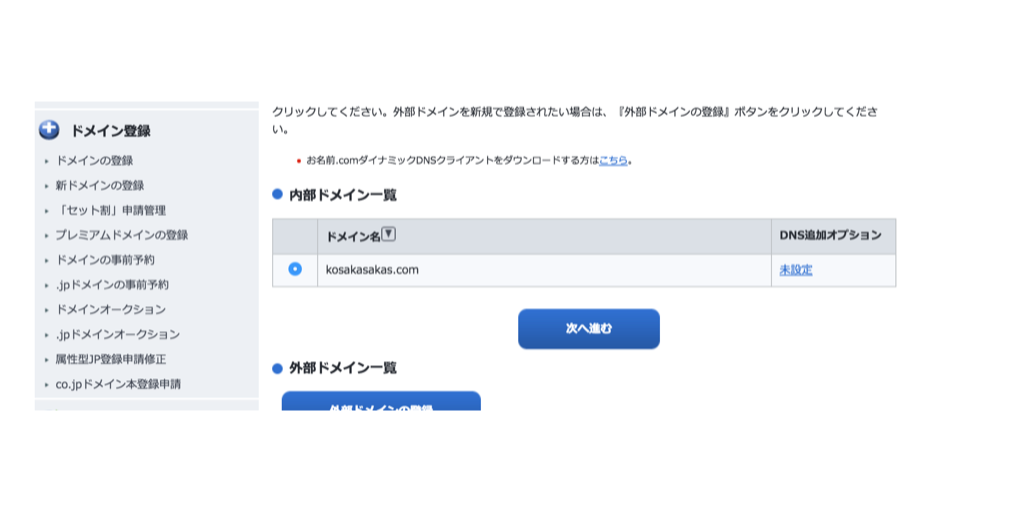 ドメイン登録
ドメインの登録
新ドメインの登録
「セット割」申請管理
プレミアムドメインの登録
ドメインの事前予約
.jpドメインの事前予約
ドメインオークション
.jpドメインオークション
属性型JP登録申請修正
co.jpドメイン本登録申請
クリックしてください。外部ドメインを新規で登録されたい場合は、『外部ドメインの登録』ボタンをクリックしてくださ
い。
お名前.comダイナミックDNSクライアントをダウンロードする方はこちら。
内部ドメイン一覧
ドメイン名▼ DNS追加オプション
kosakasakas.com 未設定
次へ進む
外部ドメイン一覧
外部ドメインの登録